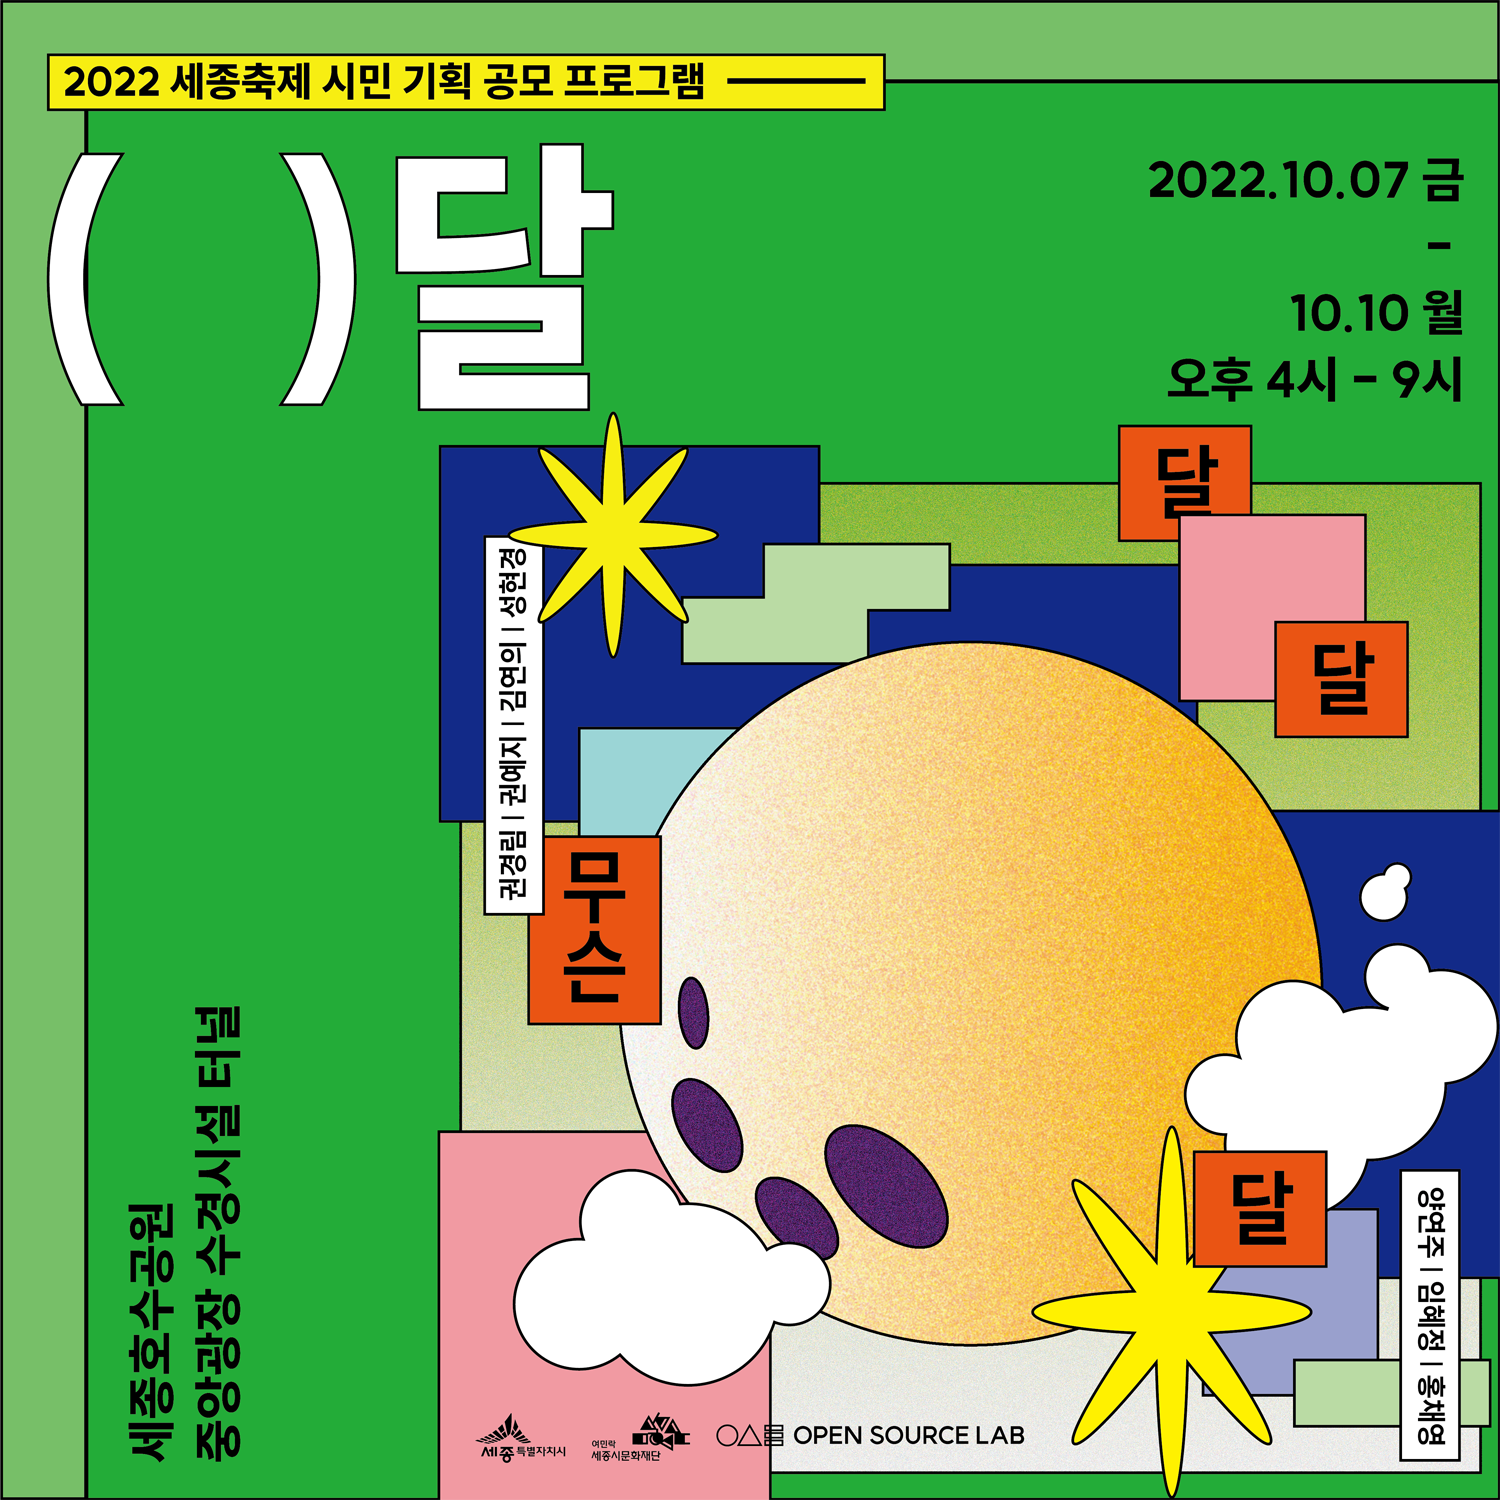 2022 세종축제 시민 기획 공모 프로그램
( ) 달
2022.10.07 금
-
10.10 월
오후 4시 - 9시
달
달
권경림 | 권예지 | 김연의 | 성현경
무슨
달
양연주 | 임혜정 | 홍채영
세종호수공원
중앙광장 수경시설 터널
세종특별자치시
여민락
세종시문화재단
OPEN SOURCE LAB